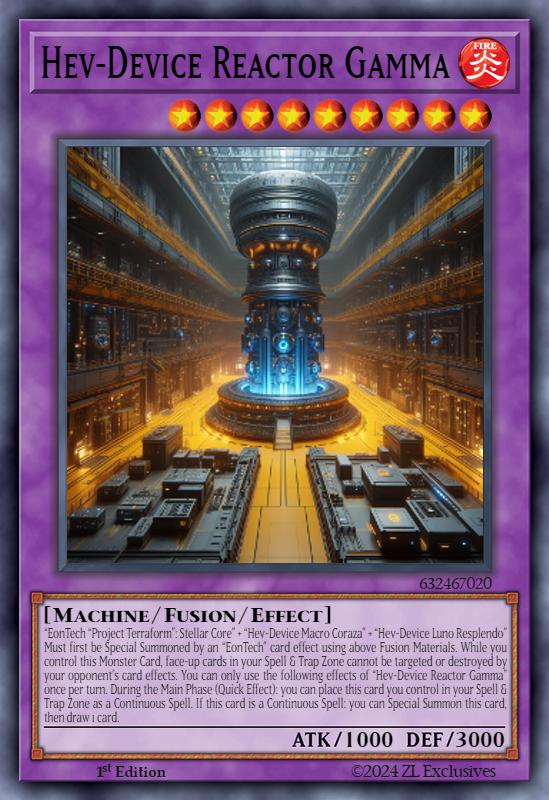 HEV-DEVICE REACTOR GAMMA
FIRE
炎
632467020
[MACHINE/FUSION/EFFECT]
"EonTech "Project Terraform": Stellar Core" + "Hev-Device Macro Coraza" + "Hev-Device Luno Resplendo"
Must first be Special Summoned by an "EonTech" card effect using above Fusion Materials. While you
control this Monster Card, face-up cards in your Spell & Trap Zone cannot be targeted or destroyed by
your opponent's card effects. You can only use the following effects of "Hev-Device Reactor Gamma"
once per turn. During the Main Phase (Quick Effect): you can place this card you control in your Spell &
Trap Zone as a Continuous Spell. If this card is a Continuous Spell: you can Special Summon this card,
then draw 1 card.
ATK/1000 DEF/3000
1st Edition
©2024 ZL Exclusives